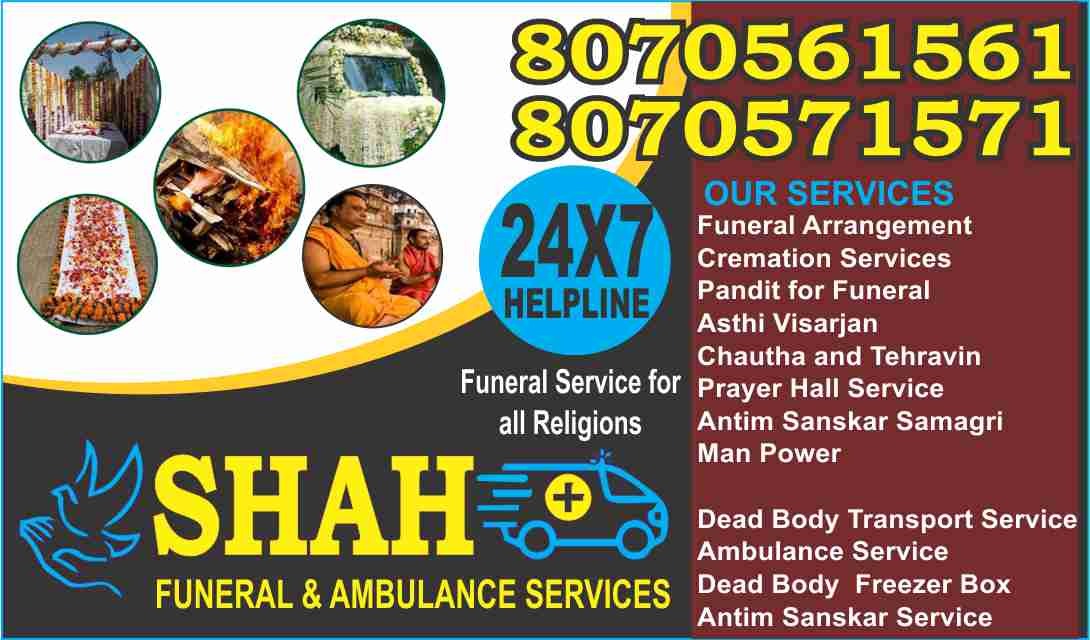 8070561561
8070571571
24X7
HELPLINE
Funeral Service for
all Religions
SHAH
FUNERAL & AMBULANCE SERVICES
OUR SERVICES
Funeral Arrangement
Cremation Services
Pandit for Funeral
Asthi Visarjan
Chautha and Tehravin
Prayer Hall Service
Antim Sanskar Samagri
Man Power
Dead Body Transport Service
Ambulance Service
Dead Body  Freezer Box
Antim Sanskar Service